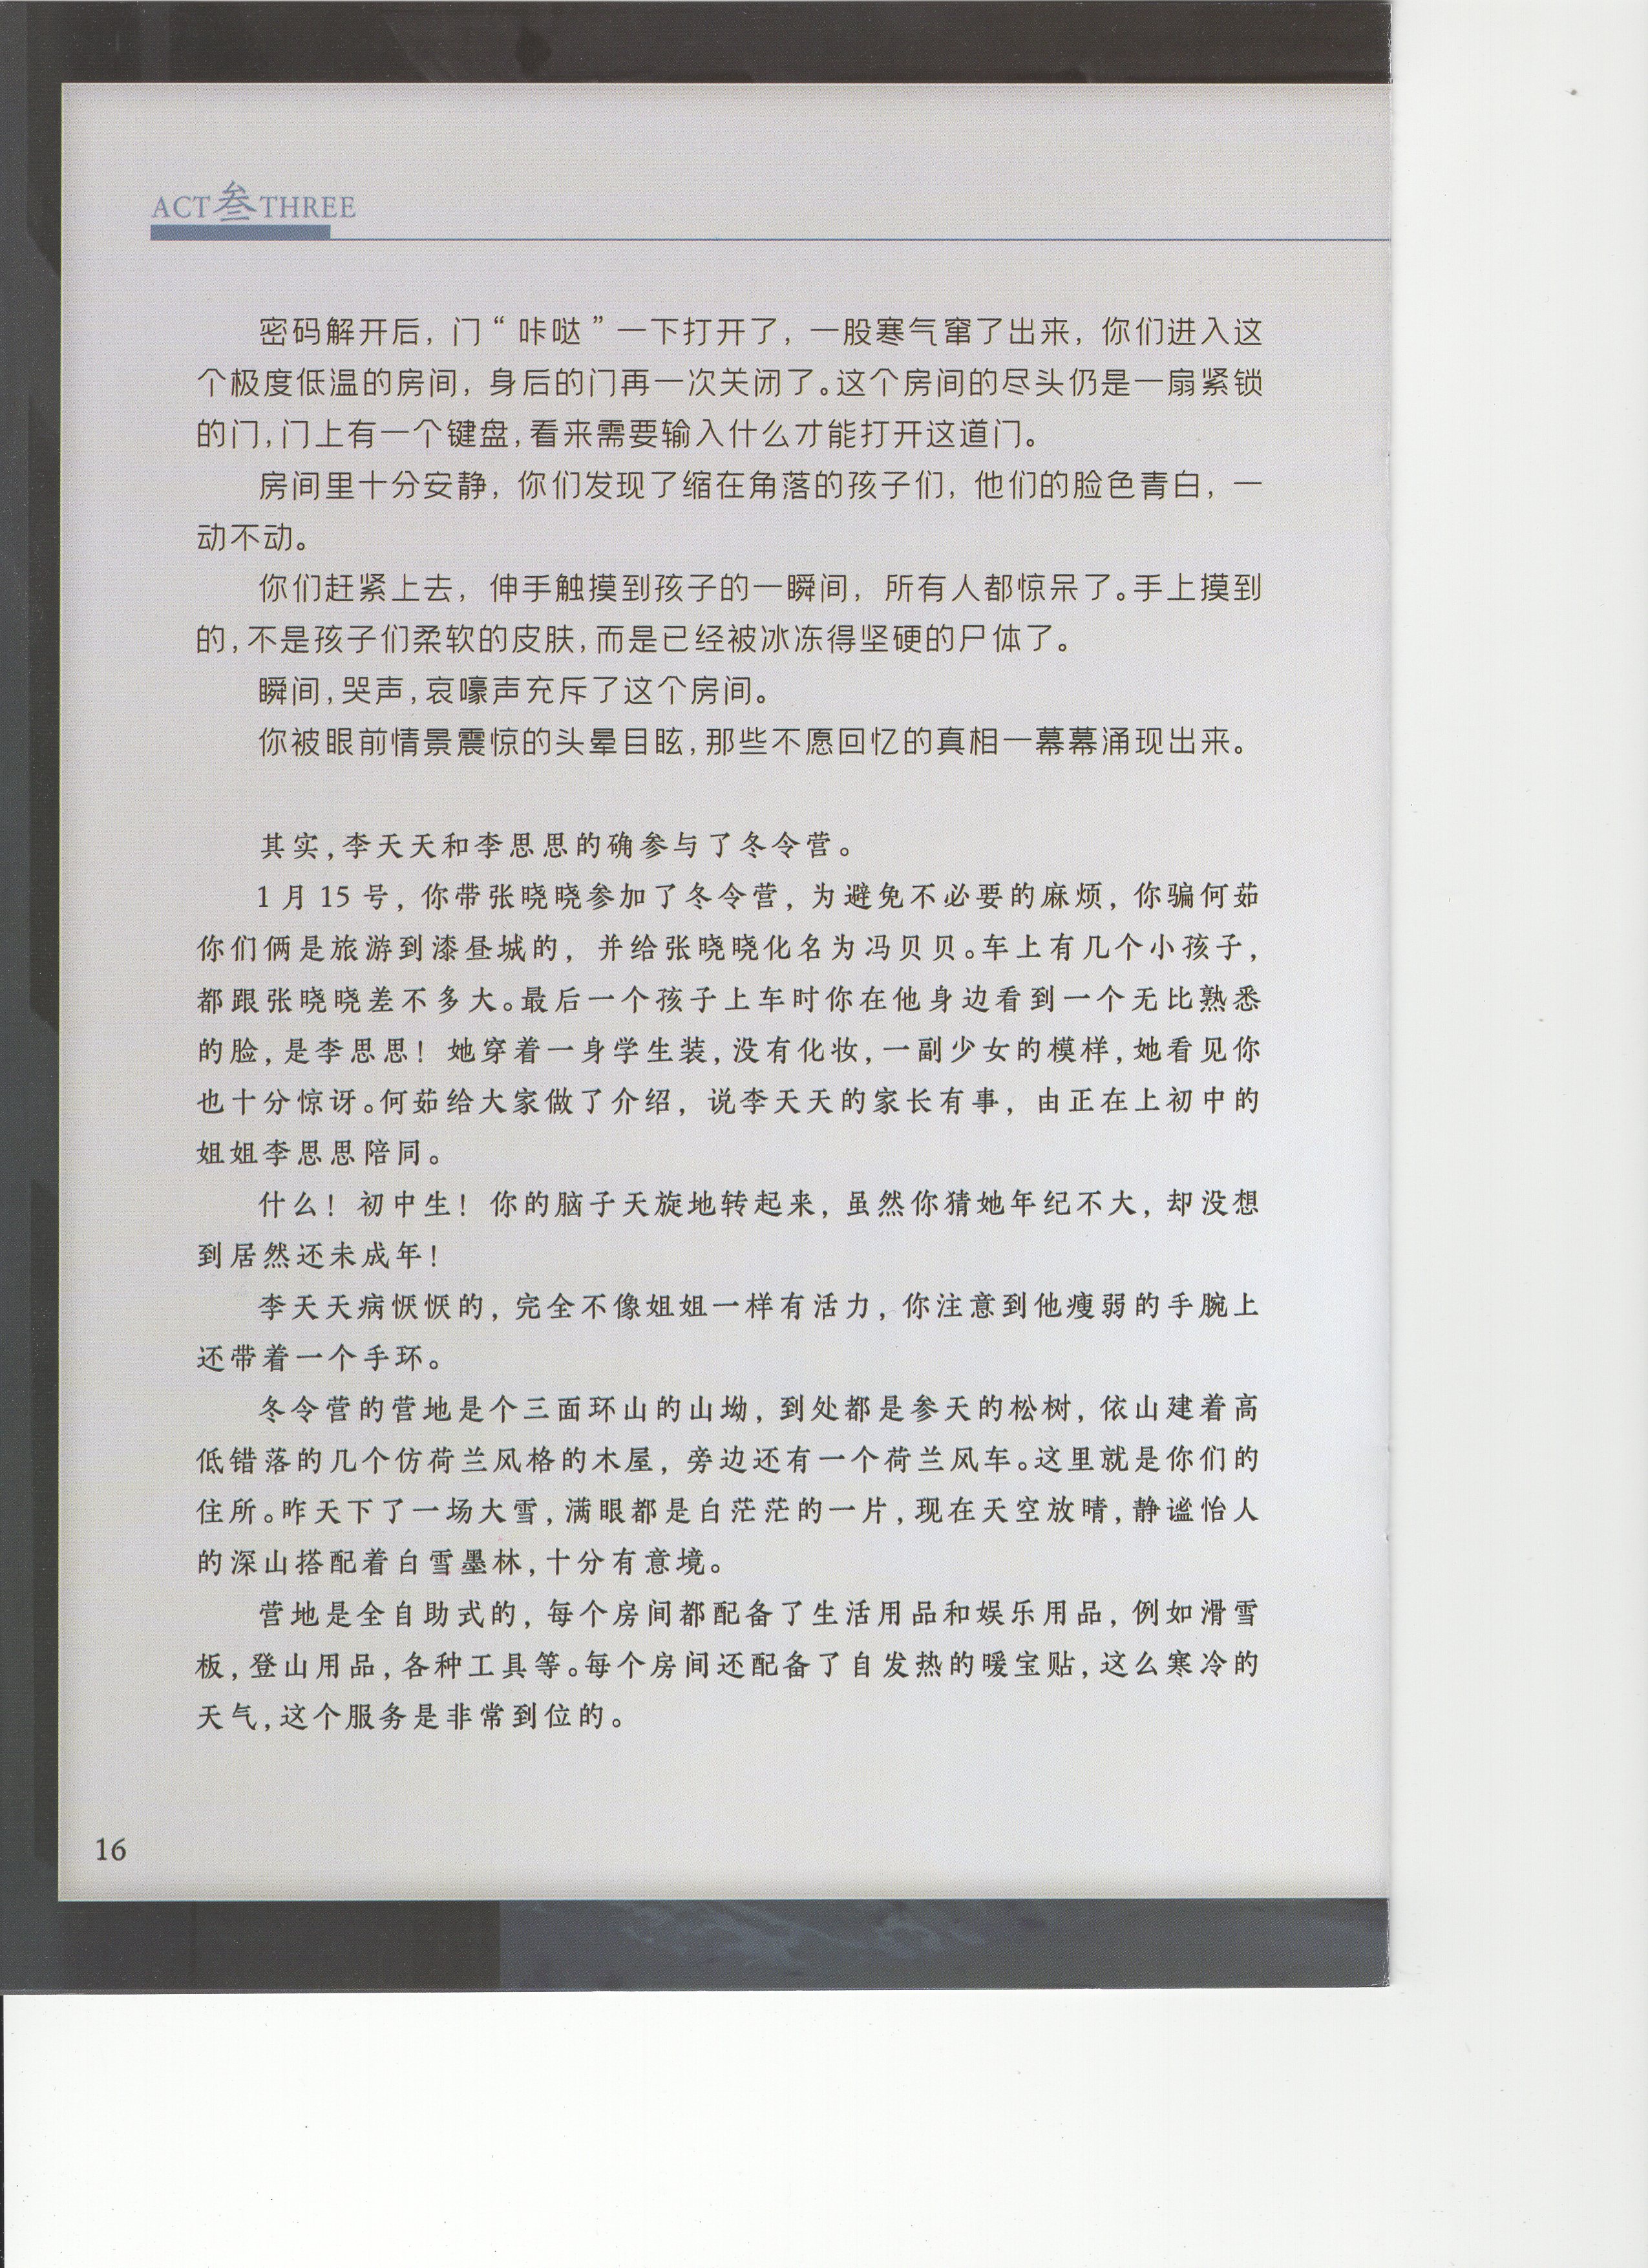 ACT叁THREE
密码解开后，门“咔哒”一下打开了，一股寒气窜了出来，你们进入这
个极度低温的房间，身后的门再一次关闭了。这个房间的尽头仍是一扇紧锁
的门，门上有一个键盘，看来需要输入什么才能打开这道门。
房间里十分安静，你们发现了缩在角落的孩子们，他们的脸色青白，一
动不动。
你们赶紧上去，伸手触摸到孩子的一瞬间，所有人都惊呆了。手上摸到
的，不是孩子们柔软的皮肤，而是已经被冰冻得坚硬的尸体了。
瞬间，哭声，哀嚎声充斥了这个房间。
你被眼前情景震惊的头晕目眩，那些不愿回忆的真相一幕幕涌现出来。
其实，李天天和李思思的确参与了冬令营。
1月15号，你带张晓晓参加了冬令营，为避免不必要的麻烦，你骗何茹
你们俩是旅游到漆昼城的，并给张晓晓化名为冯贝贝。车上有几个小孩子，
都跟张晓晓差不多大。最后一个孩子上车时你在他身边看到一个无比熟悉
的脸，是李思思！她穿着一身学生装，没有化妆，一副少女的模样，她看见你
也十分惊讶。何茹给大家做了介绍，说李天天的家长有事，由正在上初中的
姐姐李思思陪同。
什么！初中生！你的脑子天旋地转起来，虽然你猜她年纪不大，却没想
到居然还未成年！
李天天病恹恹的，完全不像姐姐一样有活力，你注意到他瘦弱的手腕上
还带着一个手环。
冬令营的营地是个三面环山的山坳，到处都是参天的松树，依山建着高
低错落的几个仿荷兰风格的木屋，旁边还有一个荷兰风车。这里就是你们的
住所。昨天下了一场大雪，满眼都是白茫茫的一片，现在天空放晴，静谧怡人
的深山搭配着白雪墨林，十分有意境。
营地是全自助式的，每个房间都配备了生活用品和娱乐用品，例如滑雪
板，登山用品，各种工具等。每个房间还配备了自发热的暖宝贴，这么寒冷的
天气，这个服务是非常到位的。
16